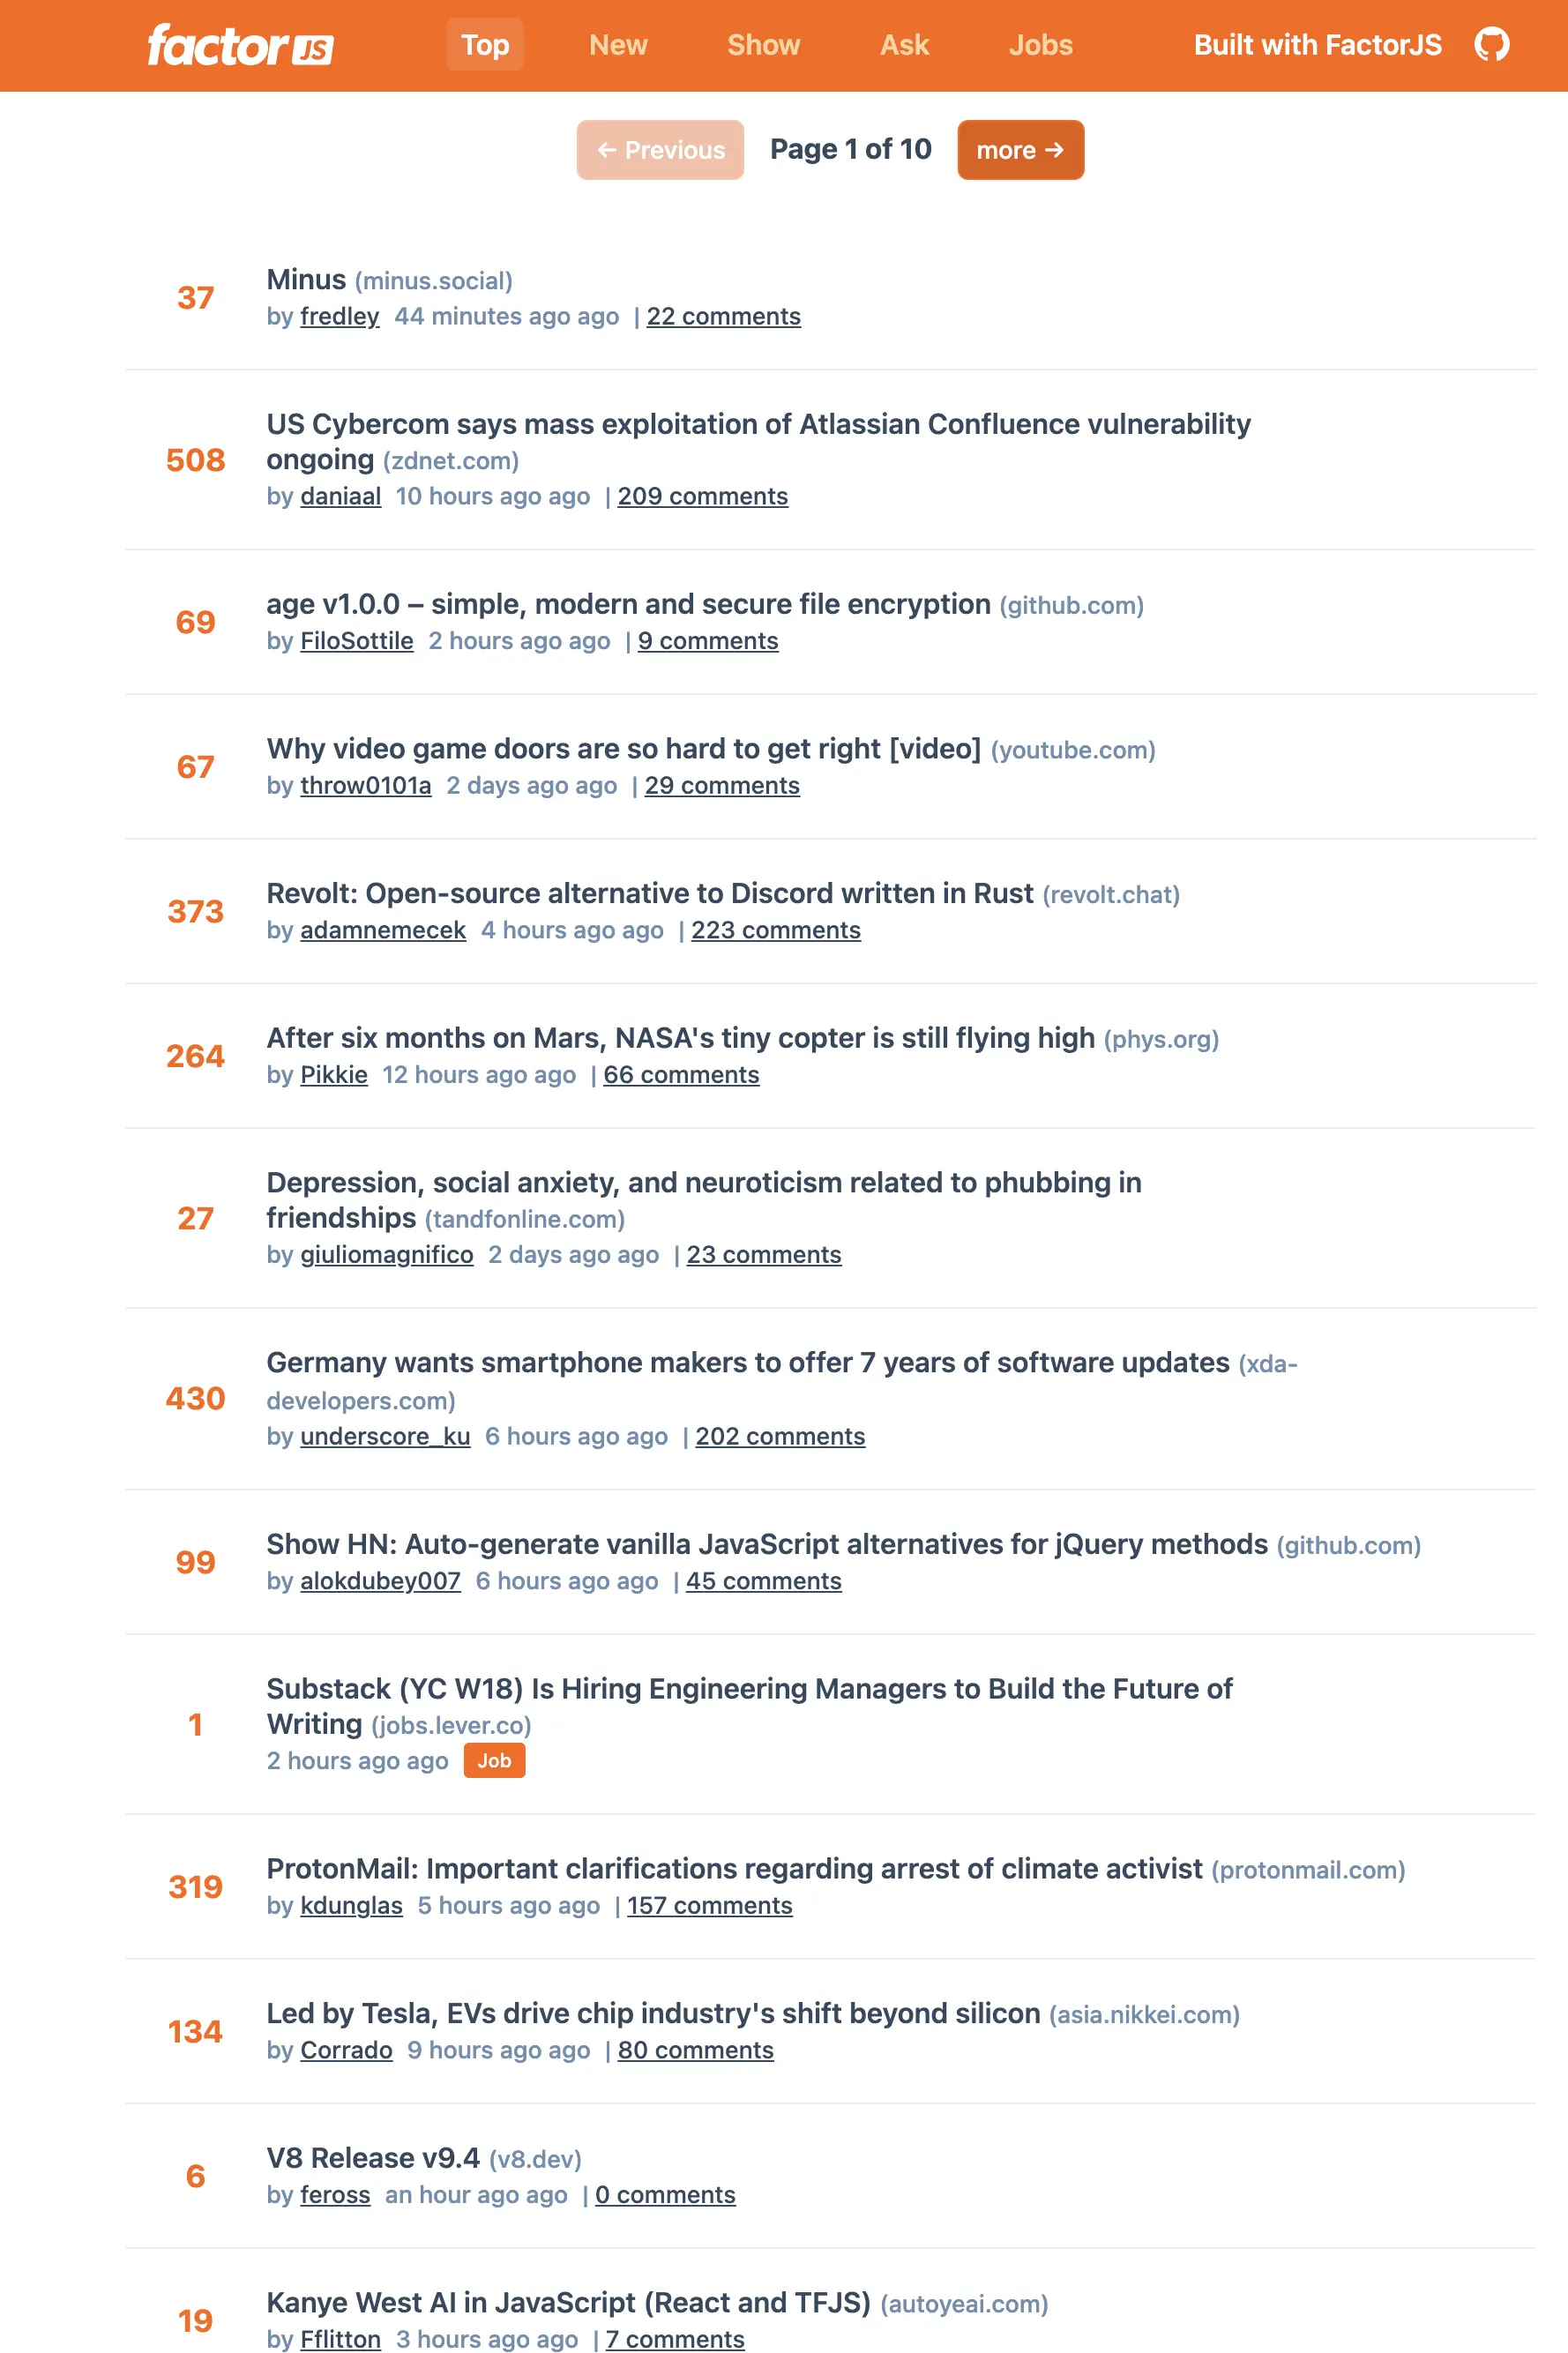 factor JS Top New Show Ask Jobs Built with FactorJS
← Previous Page 1 of 10 more →
37
Minus (minus.social)
by fredley 44 minutes ago ago | 22 comments
508
US Cybercom says mass exploitation of Atlassian Confluence vulnerability
ongoing (zdnet.com)
by daniaal 10 hours ago ago | 209 comments
69
age v1.0.0 – simple, modern and secure file encryption (github.com)
by FiloSottile 2 hours ago ago | 9 comments
67
Why video game doors are so hard to get right [video] (youtube.com)
by throw0101a 2 days ago ago | 29 comments
373
Revolt: Open-source alternative to Discord written in Rust (revolt.chat)
by adamnemecek 4 hours ago ago | 223 comments
264
After six months on Mars, NASA's tiny copter is still flying high (phys.org)
by Pikkie 12 hours ago ago | 66 comments
27
Depression, social anxiety, and neuroticism related to phubbing in
friendships (tandfonline.com)
by giuliomagnifico 2 days ago ago | 23 comments
430
Germany wants smartphone makers to offer 7 years of software updates (xda-
developers.com)
by underscore_ku 6 hours ago ago | 202 comments
99
Show HN: Auto-generate vanilla JavaScript alternatives for jQuery methods (github.com)
by alokdubey007 6 hours ago ago | 45 comments
1
Substack (YC W18) Is Hiring Engineering Managers to Build the Future of
Writing (jobs.lever.co)
2 hours ago ago Job
319
ProtonMail: Important clarifications regarding arrest of climate activist (protonmail.com)
by kdunglas 5 hours ago ago | 157 comments
134
Led by Tesla, EVs drive chip industry's shift beyond silicon (asia.nikkei.com)
by Corrado 9 hours ago ago | 80 comments
6
V8 Release v9.4 (v8.dev)
by feross an hour ago ago | 0 comments
19
Kanye West AI in JavaScript (React and TFJS) (autoyeai.com)
by Fflitton 3 hours ago ago | 7 comments